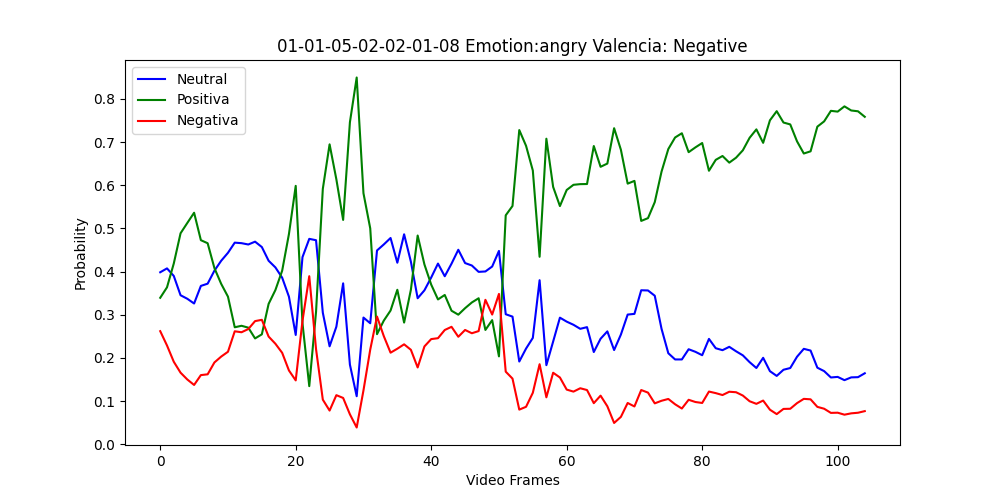 01-01-05-02-02-01-08 Emotion:angry Valencia: Negative
Neutral
Positiva
Negativa
Probability
0.8
0.7
0.6
0.5
0.4
0.3
0.2
0.1
0.0
0 20 40 60 80 100
Video Frames